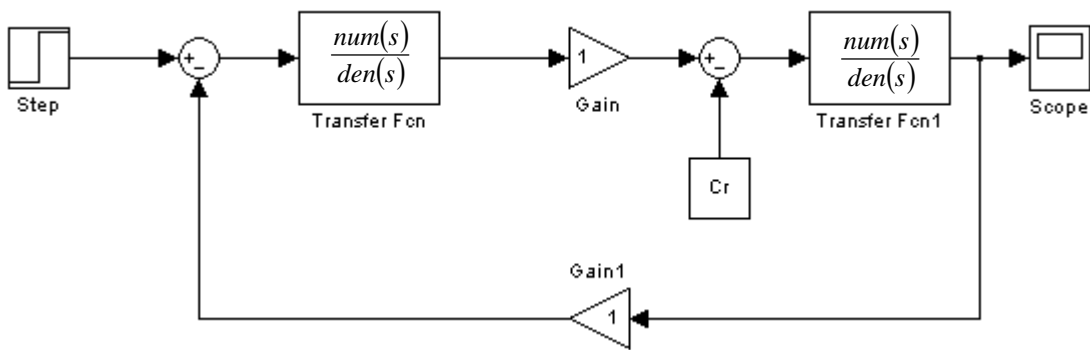 +
−
num(s)
den(s)
1
+
−
num(s)
den(s)
Step
Transfer Fcn
Gain
Transfer Fcn1
Scope
Cr
Gain1
1